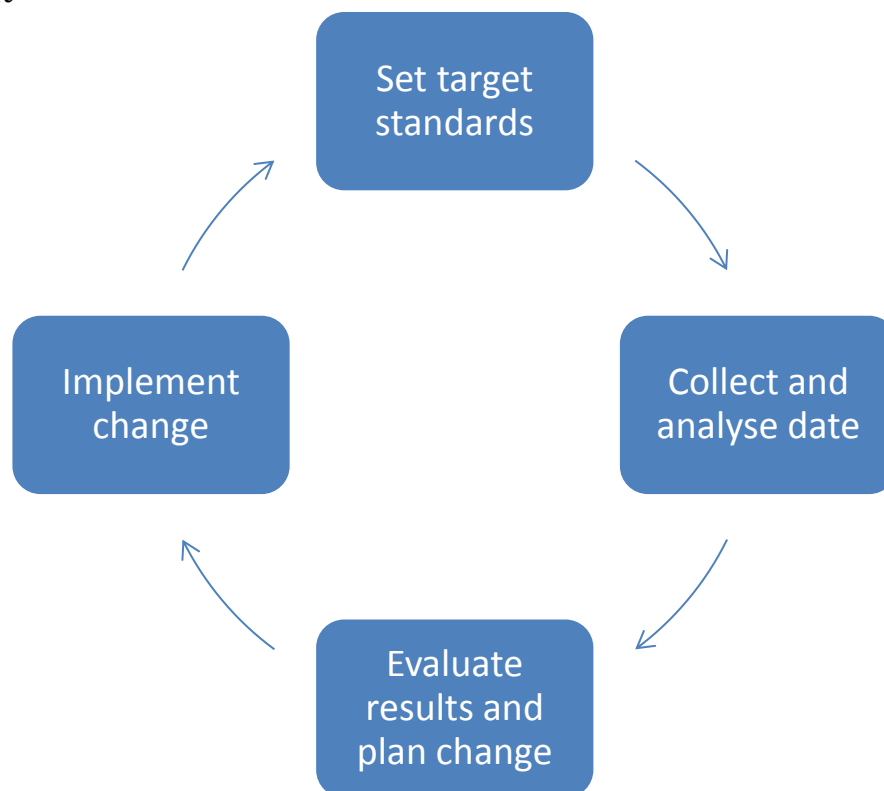 Set target
standards
Collect and
analyse date
Evaluate
results and
plan change
Implement
change